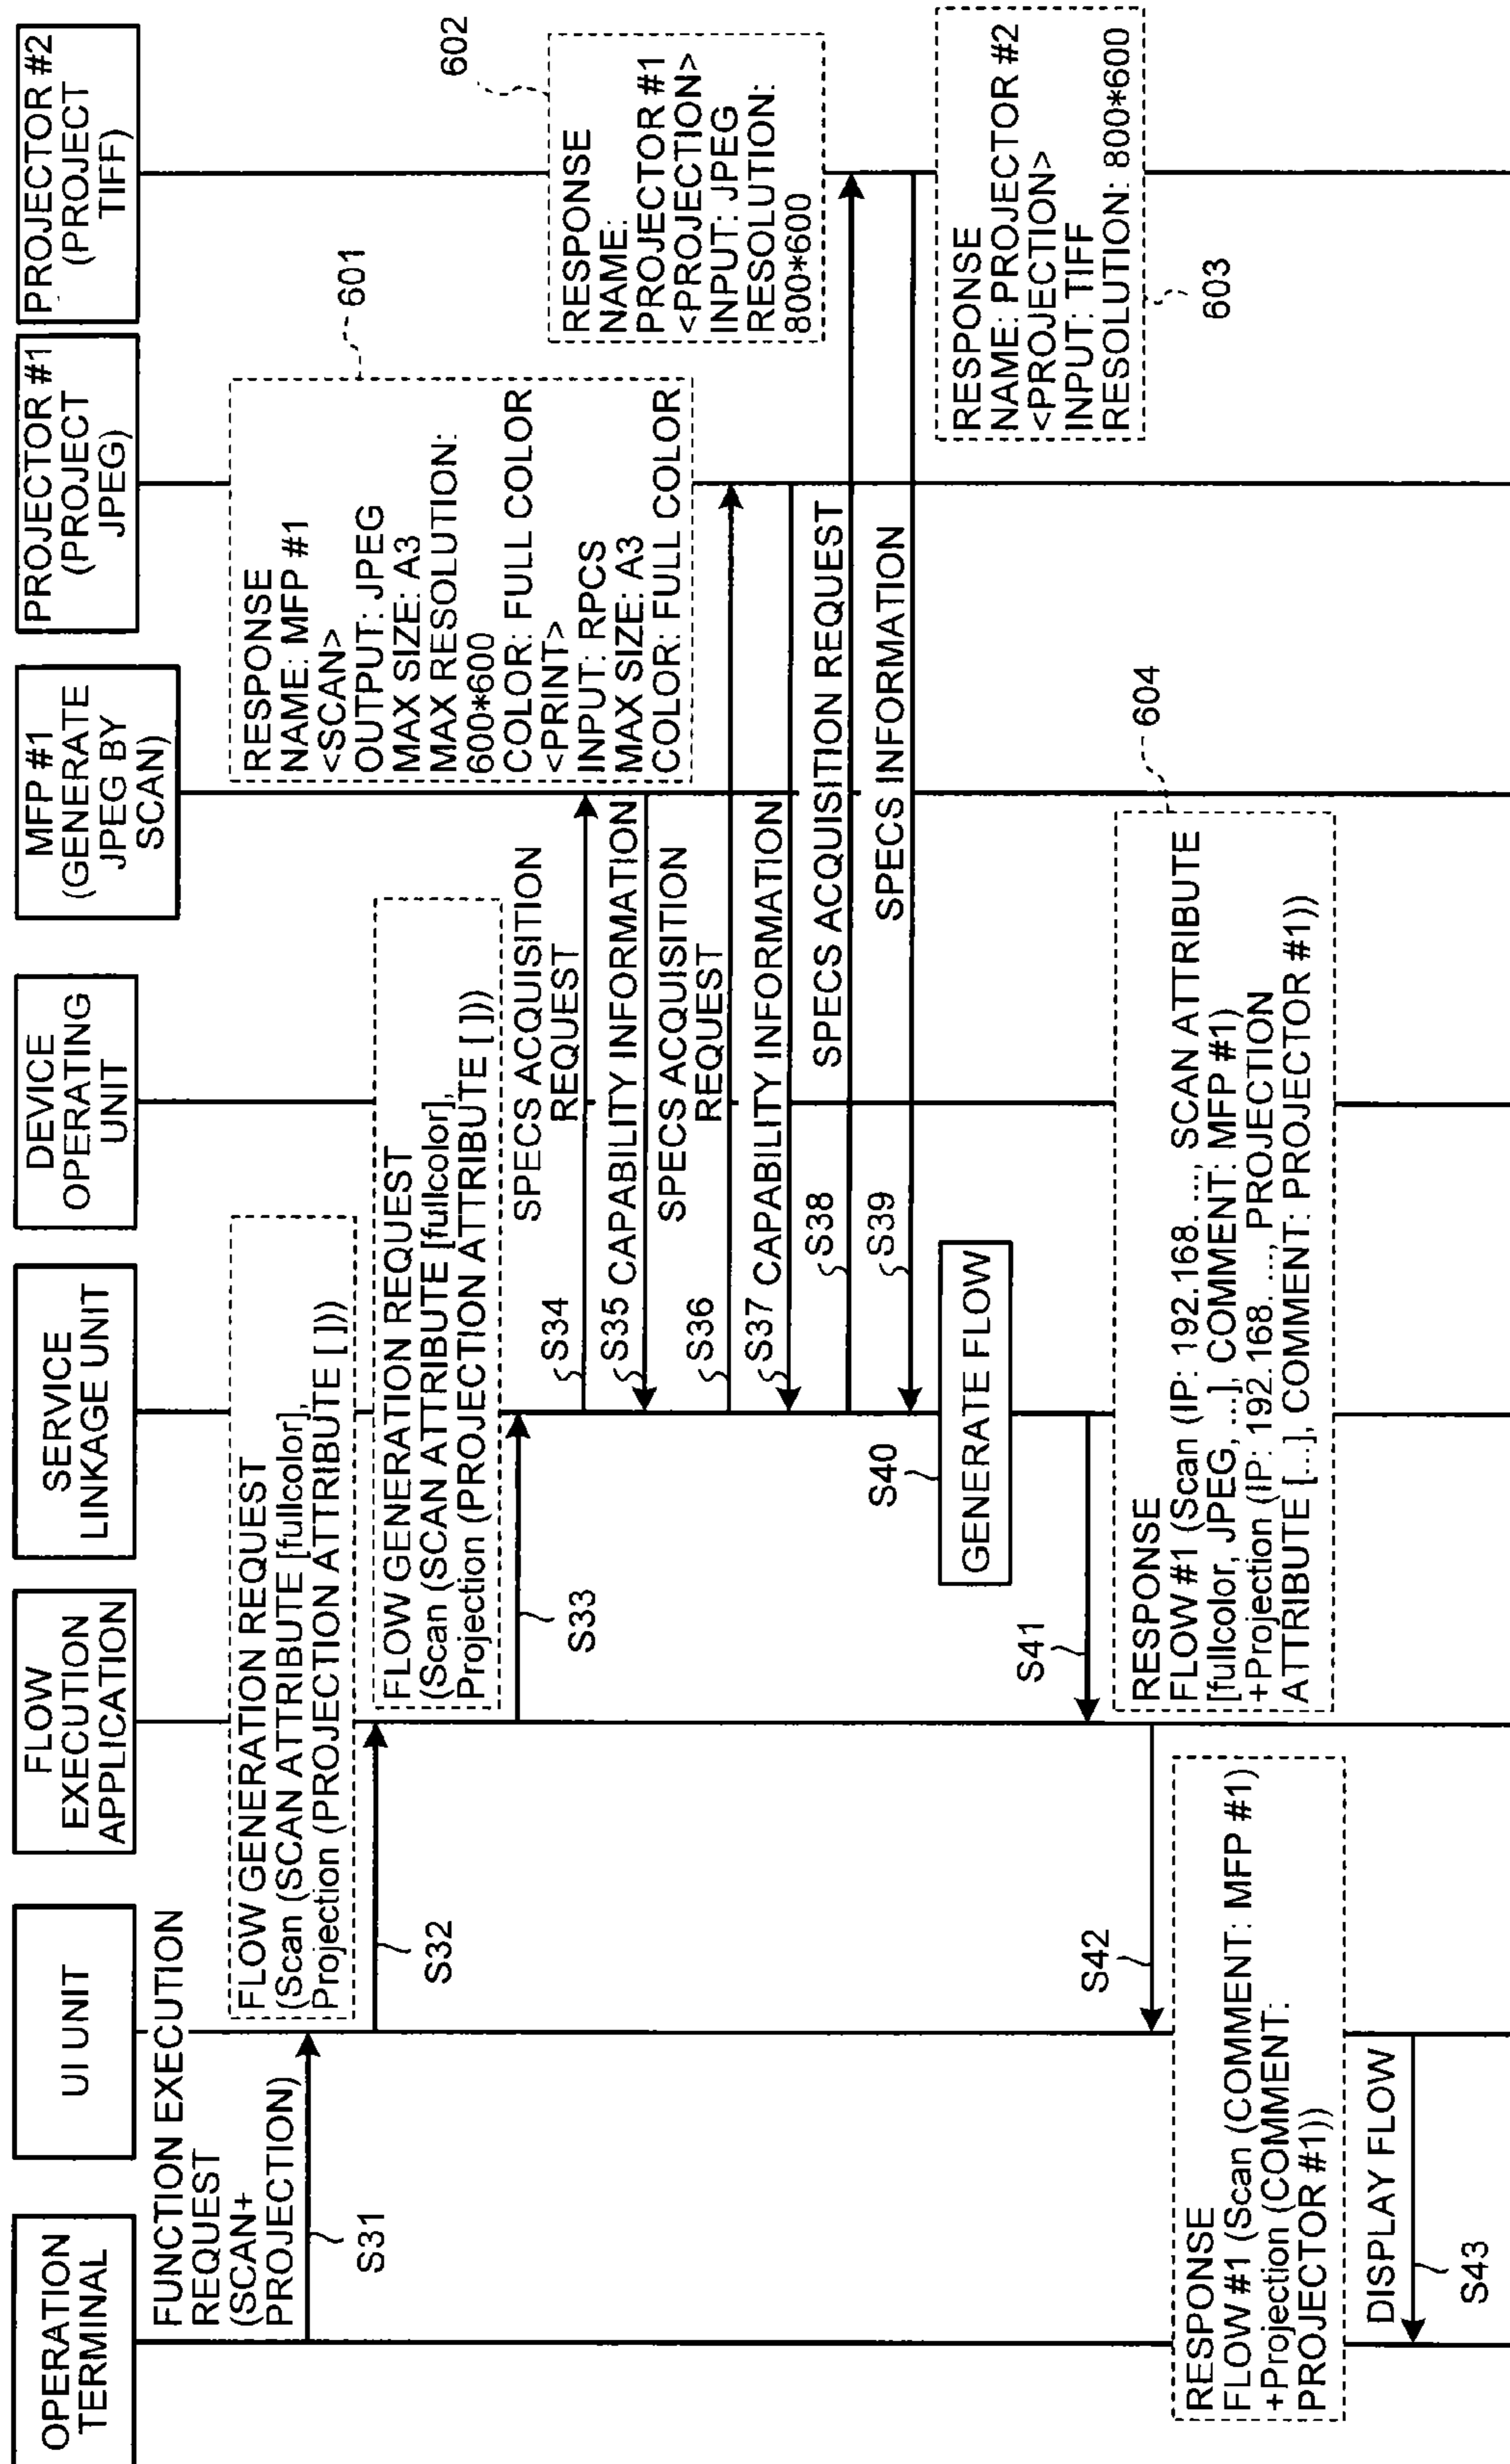 OPERATION
TERMINAL
UI UNIT
FLOW
EXECUTION
APPLICATION
SERVICE
LINKAGE UNIT
DEVICE
OPERATING
UNIT
MFP #1
(GENERATE
JPEG BY
SCAN)
PROJECTOR #1
(PROJECT
JPEG)
PROJECTOR #2
(PROJECT
TIFF)
FUNCTION EXECUTION
REQUEST
(SCAN+
PROJECTION)
S31
FLOW GENERATION REQUEST
(Scan (SCAN ATTRIBUTE [fullcolor],
Projection (PROJECTION ATTRIBUTE [ ]))
S32
FLOW GENERATION REQUEST
(Scan (SCAN ATTRIBUTE [fullcolor],
Projection (PROJECTION ATTRIBUTE [ ]))
S33
601
RESPONSE
NAME: MFP #1
<SCAN>
OUTPUT: JPEG
MAX SIZE: A3
MAX RESOLUTION:
600*600
COLOR: FULL COLOR
<PRINT>
INPUT: RPCS
MAX SIZE: A3
COLOR: FULL COLOR
SPECS ACQUISITION
REQUEST
S34
S35 CAPABILITY INFORMATION
602
RESPONSE
NAME:
PROJECTOR #1
<PROJECTION>
INPUT: JPEG
RESOLUTION:
800*600
SPECS ACQUISITION
REQUEST
S36
S37 CAPABILITY INFORMATION
SPECS ACQUISITION REQUEST
S38
SPECS INFORMATION
S39
RESPONSE
NAME: PROJECTOR #2
<PROJECTION>
INPUT: TIFF
RESOLUTION: 800*600
603
S40
GENERATE FLOW
S41
604
RESPONSE
FLOW #1 (Scan (IP: 192.168. ..., SCAN ATTRIBUTE
[fullcolor, JPEG, ...], COMMENT: MFP #1)
+Projection (IP: 192.168. ..., PROJECTION
ATTRIBUTE [...], COMMENT: PROJECTOR #1))
S42
RESPONSE
FLOW #1 (Scan (COMMENT: MFP #1)
+Projection (COMMENT:
PROJECTOR #1))
DISPLAY FLOW
S43